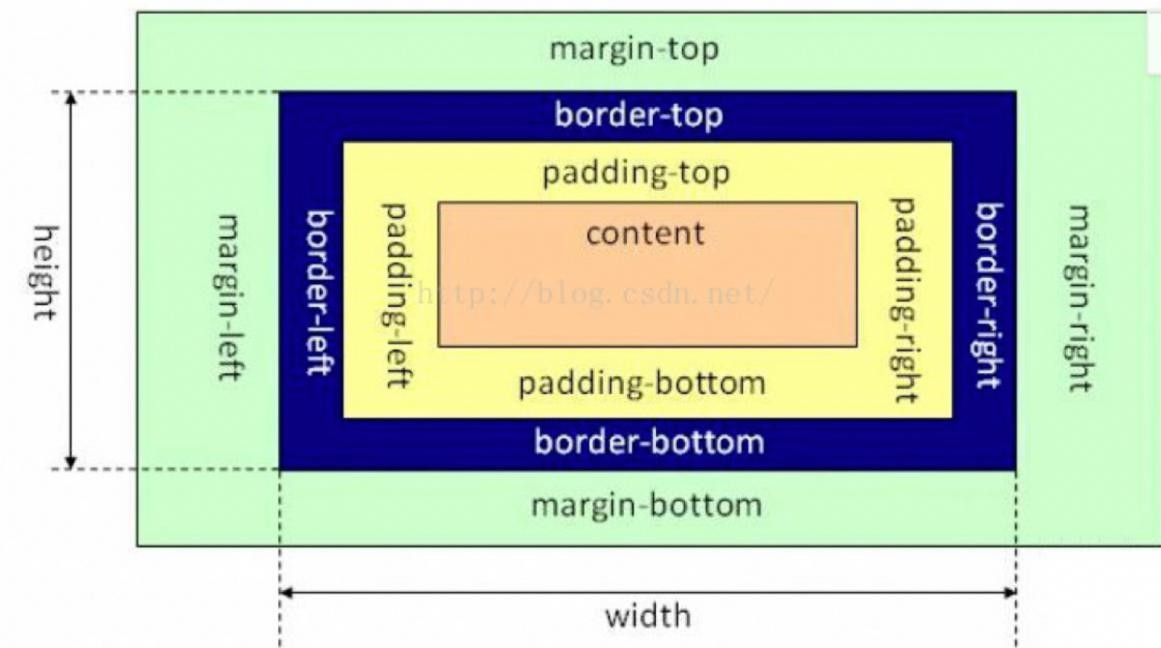 margin-top
border-top
padding-top
content
height
margin-left
border-left
padding-left
http://blog.csdn.net/
padding-right
border-right
margin-right
padding-bottom
border-bottom
margin-bottom
width